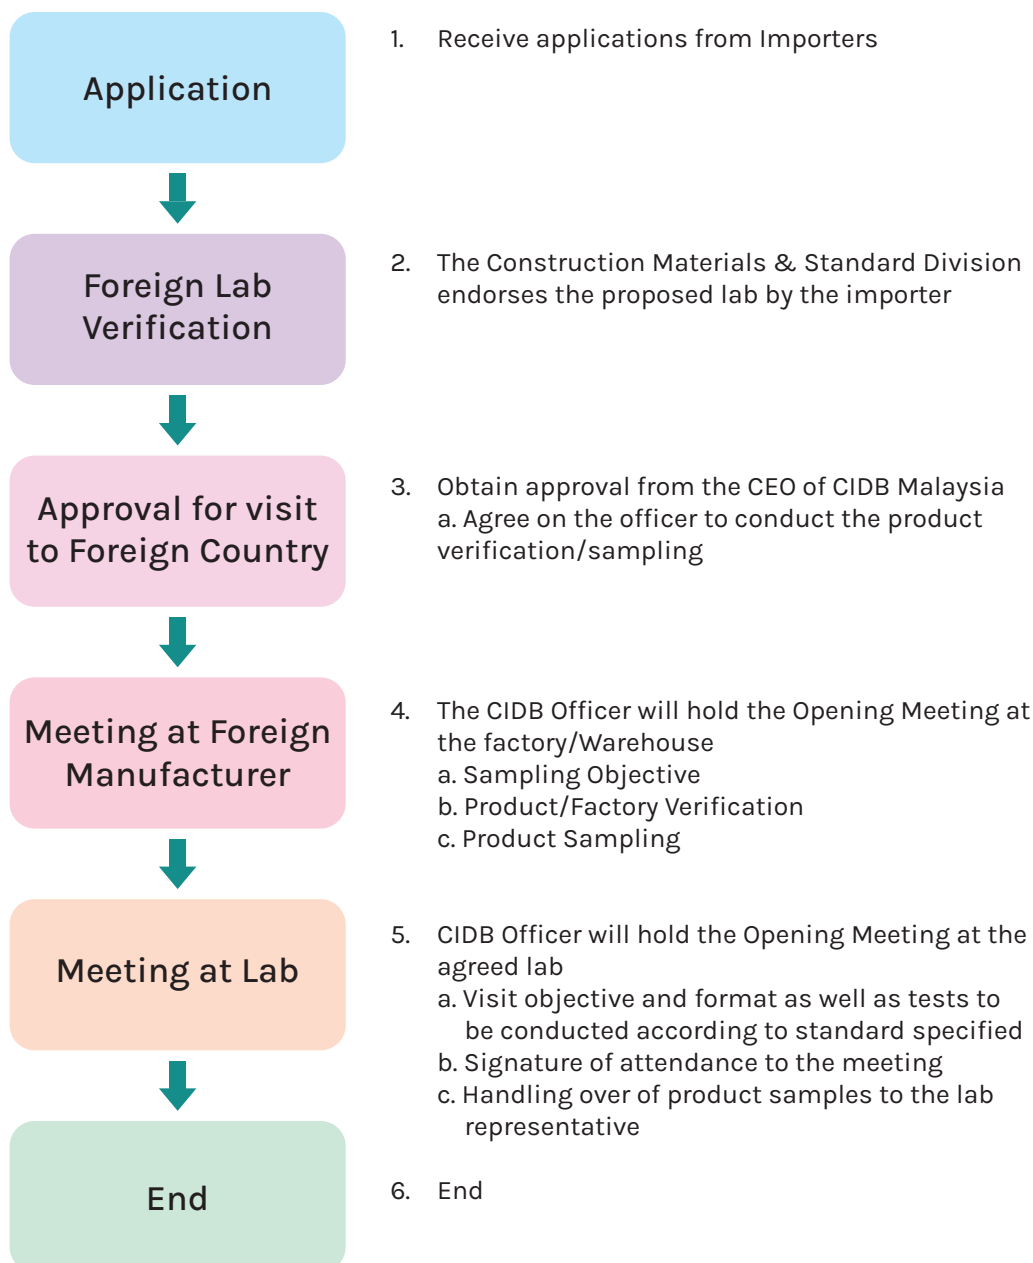 Application
1. Receive applications from Importers
Foreign Lab
Verification
2. The Construction Materials & Standard Division
endorses the proposed lab by the importer
Approval for visit
to Foreign Country
3. Obtain approval from the CEO of CIDB Malaysia
a. Agree on the officer to conduct the product
verification/sampling
Meeting at Foreign
Manufacturer
4. The CIDB Officer will hold the Opening Meeting at
the factory/Warehouse
a. Sampling Objective
b. Product/Factory Verification
c. Product Sampling
Meeting at Lab
5. CIDB Officer will hold the Opening Meeting at the
agreed lab
a. Visit objective and format as well as tests to
be conducted according to standard specified
b. Signature of attendance to the meeting
c. Handling over of product samples to the lab
representative
End
6. End